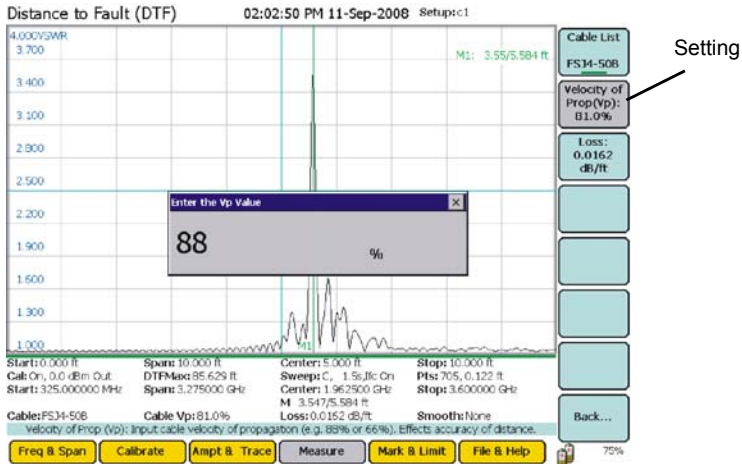 Distance to Fault (DTF) 02:02:50 PM 11-Sep-2008 Setup:c1
4.000VSWR
3.700
M1: 3.55/5.584 ft
3.400
3.100
2.800
2.500
2.200
1.900
1.600
1.300
1.000
M1
Enter the Vp Value
88 %
Cable List
FSJ4-50B
Velocity of
Prop(Vp):
81.0%
Setting
Loss:
0.0162
dB/ft
Back...
Start: 0.000 ft Span: 10.000 ft Center: 5.000 ft Stop: 10.000 ft
Cal: On, 0.0 dBm Out DTFMax: 85.629 ft Sweep: C, 1.5s,Ifc On Pts: 705, 0.122 ft
Start: 325.000000 MHz Span: 3.275000 GHz Center: 1.962500 GHz Stop: 3.600000 GHz
M 3.547/5.584 ft
Cable: FSJ4-50B Cable Vp: 81.0% Loss: 0.0162 dB/ft Smooth: None
Velocity of Prop (Vp): Input cable velocity of propagation (e.g. 88% or 66%). Effects accuracy of distance.
Freq & Span Calibrate Ampt & Trace Measure Mark & Limit File & Help 75%